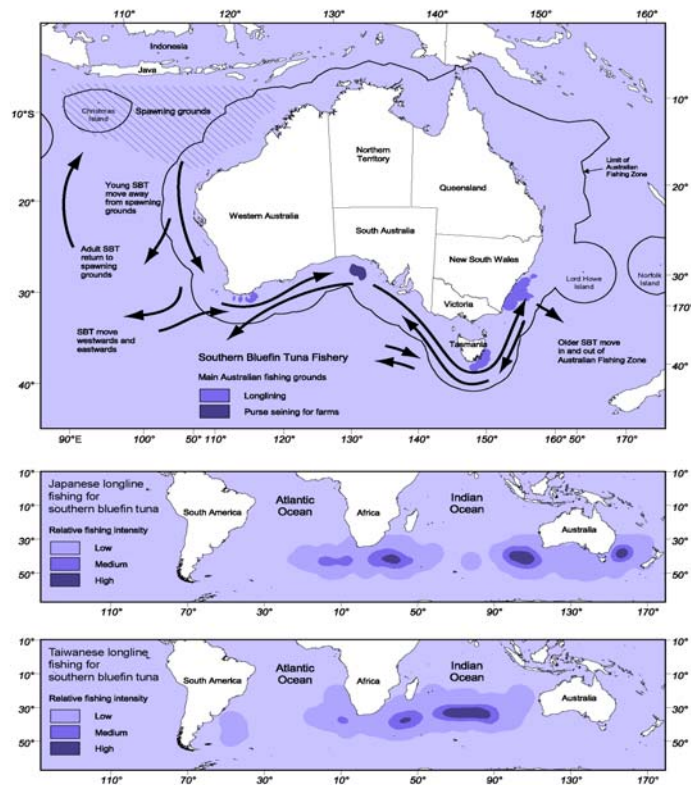 110° 120° 130° 140° 150° 160°
Indonesia
Java
10°S
10°
Christmas
Island
Spawning grounds
Northern
Territory
Limit of
Australian
Fishing Zone
Young SBT
move away
from spawning
grounds
Queensland
20°
20°
Western Australia
South Australia
Adult SBT
return to
spawning
grounds
New South Wales
Lord Howe
Island
Norfolk
Island
30°
30°
170°
Victoria
SBT move
westwards and
eastwards
Tasmania
Older SBT move
in and out of
Australian Fishing Zone
Southern Bluefin Tuna Fishery
Main Australian fishing grounds
Longlining
Purse seining for farms
40°
40°
90°E 100° 50° 110° 120° 130° 140° 150° 160° 50° 170°
10°
10°
Japanese longline
fishing for
southern bluefin tuna
Relative fishing intensity
Low
Medium
High
South America
Atlantic
Ocean
Africa
Indian
Ocean
Australia
30°
30°
50°
50°
110° 70° 30° 10° 50° 90° 130° 170°
10°
10°
Taiwanese longline
fishing for
southern bluefin tuna
Relative fishing intensity
Low
Medium
High
South America
Atlantic
Ocean
Africa
Indian
Ocean
Australia
30°
30°
50°
50°
110° 70° 30° 10° 50° 90° 130° 170°